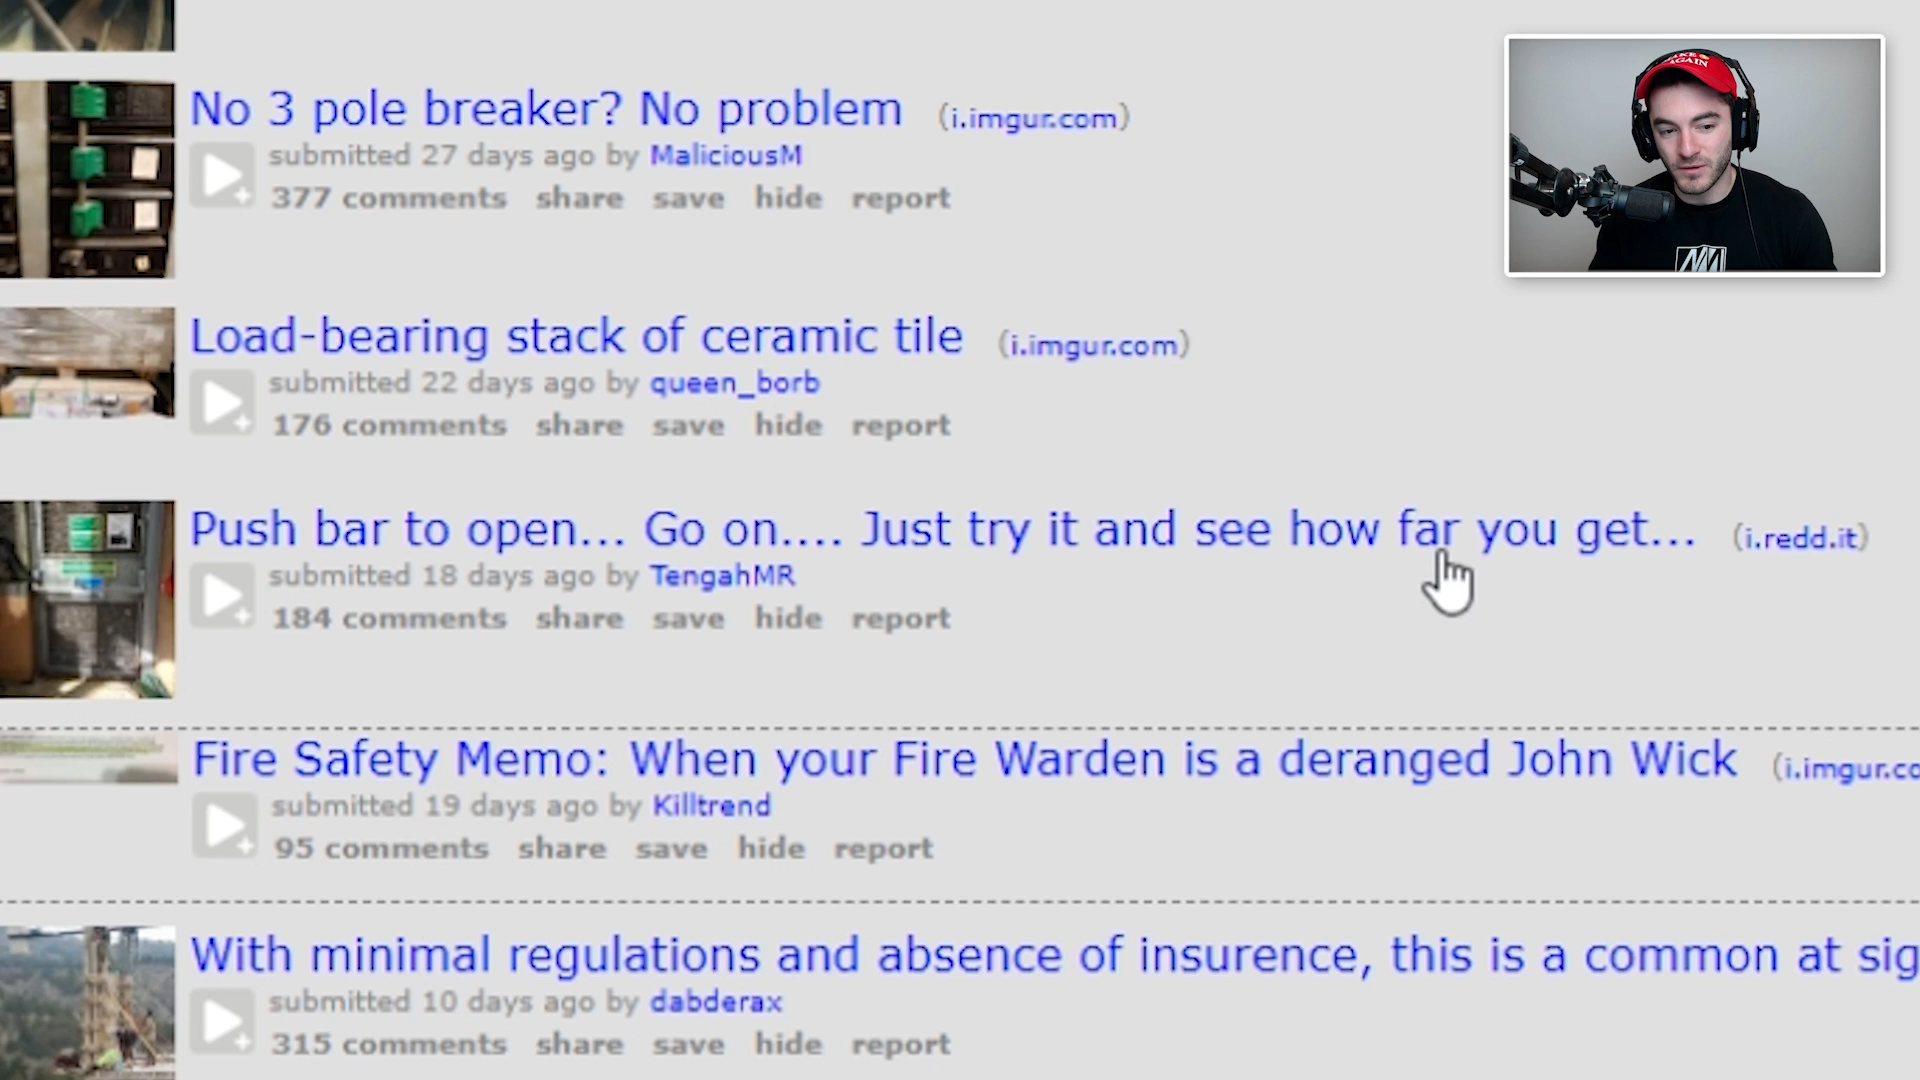 No 3 pole breaker? No problem (i.imgur.com)
submitted 27 days ago by MaliciousM
377 comments share save hide report
Load-bearing stack of ceramic tile (i.imgur.com)
submitted 22 days ago by queen_borb
176 comments share save hide report
Push bar to open... Go on.... Just try it and see how far you get... (i.redd.it)
submitted 18 days ago by TengahMR
184 comments share save hide report
Fire Safety Memo: When your Fire Warden is a deranged John Wick (i.imgur.co
submitted 19 days ago by Killtrend
95 comments share save hide report
With minimal regulations and absence of insurence, this is a common at sig
submitted 10 days ago by dabderax
315 comments share save hide report
AGAIN